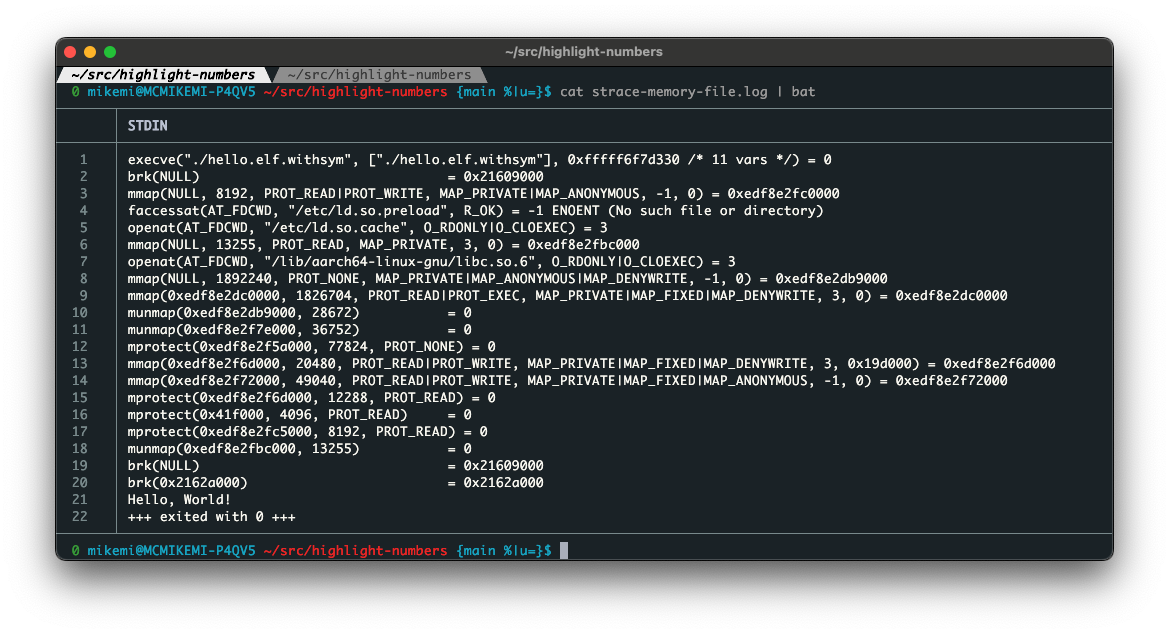 ~/src/highlight-numbers
~/src/highlight-numbers ~/src/highlight-numbers
0 mikemi@MCMIKEMI-P4QV5 ~/src/highlight-numbers {main %|u=}$ cat strace-memory-file.log | bat
STDIN
1 execve("./hello.elf.withsym", ["./hello.elf.withsym"], 0xfffff6f7d330 /* 11 vars */) = 0
2 brk(NULL) = 0x21609000
3 mmap(NULL, 8192, PROT_READ|PROT_WRITE, MAP_PRIVATE|MAP_ANONYMOUS, -1, 0) = 0xedf8e2fc0000
4 faccessat(AT_FDCWD, "/etc/ld.so.preload", R_OK) = -1 ENOENT (No such file or directory)
5 openat(AT_FDCWD, "/etc/ld.so.cache", O_RDONLY|O_CLOEXEC) = 3
6 mmap(NULL, 13255, PROT_READ, MAP_PRIVATE, 3, 0) = 0xedf8e2fbc000
7 openat(AT_FDCWD, "/lib/aarch64-linux-gnu/libc.so.6", O_RDONLY|O_CLOEXEC) = 3
8 mmap(NULL, 1892240, PROT_NONE, MAP_PRIVATE|MAP_ANONYMOUS|MAP_DENYWRITE, -1, 0) = 0xedf8e2db9000
9 mmap(0xedf8e2dc0000, 1826704, PROT_READ|PROT_EXEC, MAP_PRIVATE|MAP_FIXED|MAP_DENYWRITE, 3, 0) = 0xedf8e2dc0000
10 munmap(0xedf8e2db9000, 28672) = 0
11 munmap(0xedf8e2f7e000, 36752) = 0
12 mprotect(0xedf8e2f5a000, 77824, PROT_NONE) = 0
13 mmap(0xedf8e2f6d000, 20480, PROT_READ|PROT_WRITE, MAP_PRIVATE|MAP_FIXED|MAP_DENYWRITE, 3, 0x19d000) = 0xedf8e2f6d000
14 mmap(0xedf8e2f72000, 49040, PROT_READ|PROT_WRITE, MAP_PRIVATE|MAP_FIXED|MAP_ANONYMOUS, -1, 0) = 0xedf8e2f72000
15 mprotect(0xedf8e2f6d000, 12288, PROT_READ) = 0
16 mprotect(0x41f000, 4096, PROT_READ) = 0
17 mprotect(0xedf8e2fc5000, 8192, PROT_READ) = 0
18 munmap(0xedf8e2fbc000, 13255) = 0
19 brk(NULL) = 0x21609000
20 brk(0x2162a000) = 0x2162a000
21 Hello, World!
22 +++ exited with 0 +++
0 mikemi@MCMIKEMI-P4QV5 ~/src/highlight-numbers {main %|u=}$